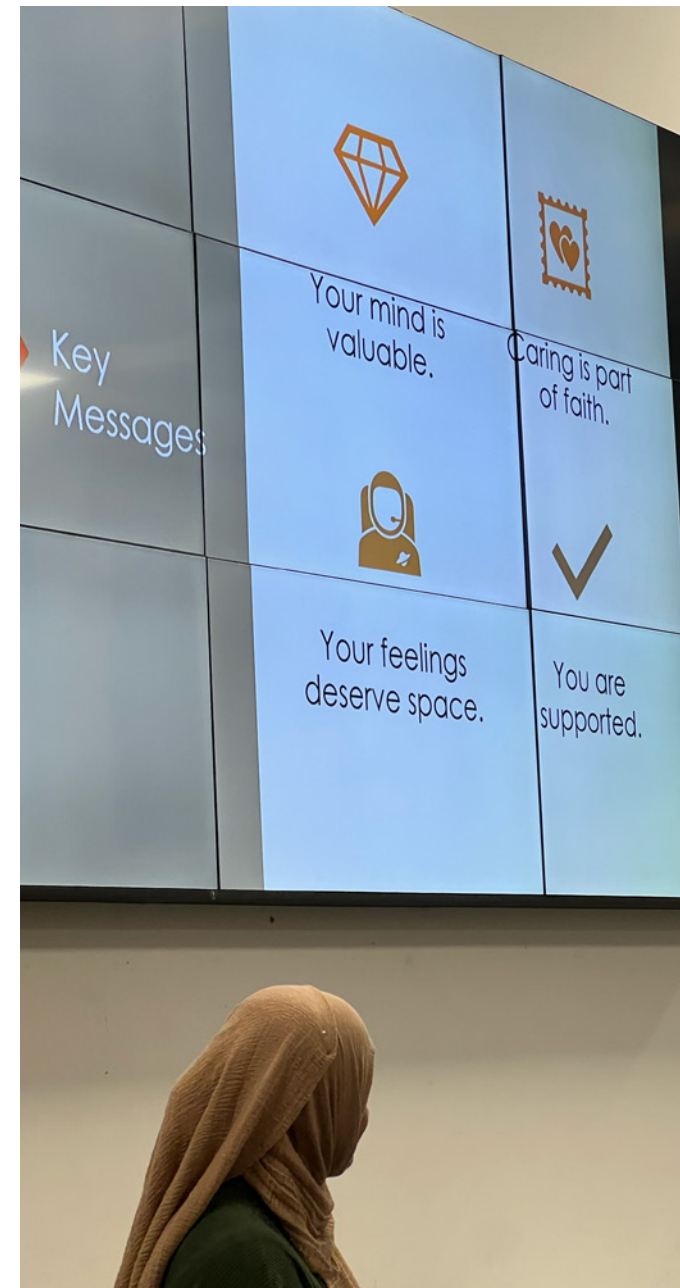 Key
Messages
Your mind is
valuable.
Caring is part
of faith.
Your feelings
deserve space.
You are
supported.